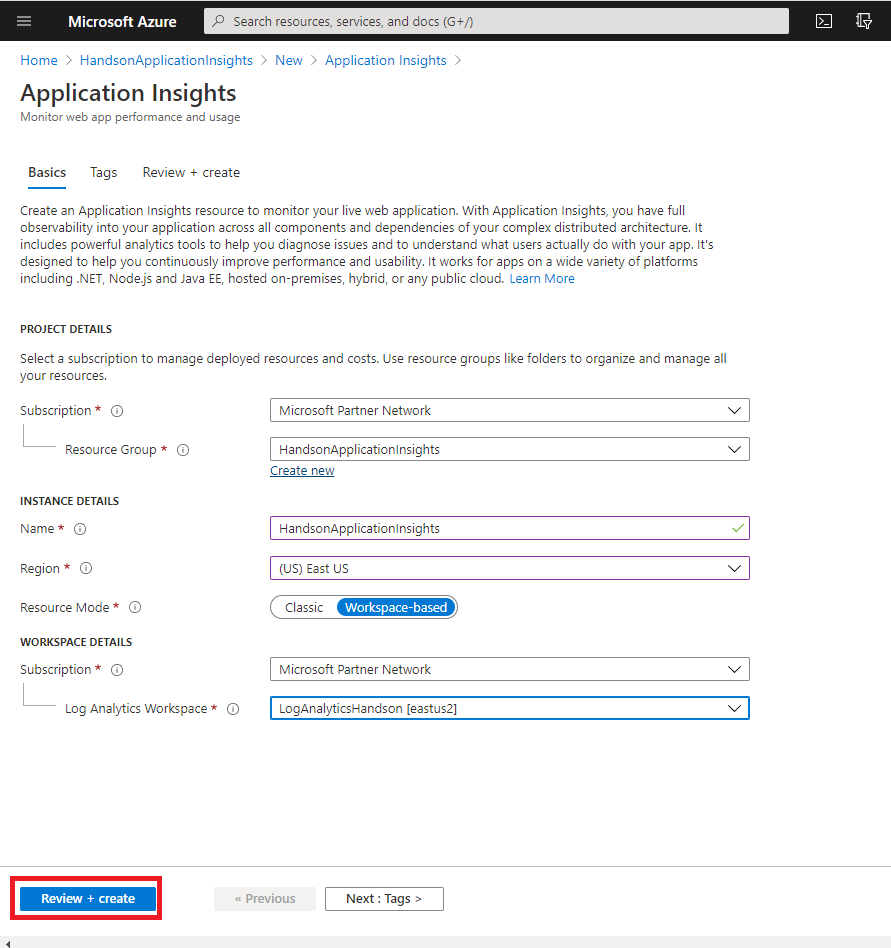 Microsoft Azure
Search resources, services, and docs (G+/)
Home > HandsonApplicationInsights > New > Application Insights >
Application Insights
Monitor web app performance and usage
Basics Tags Review + create
Create an Application Insights resource to monitor your live web application. With Application Insights, you have full
observability into your application across all components and dependencies of your complex distributed architecture. It
includes powerful analytics tools to help you diagnose issues and to understand what users actually do with your app. It's
designed to help you continuously improve performance and usability. It works for apps on a wide variety of platforms
including .NET, Node.js and Java EE, hosted on-premises, hybrid, or any public cloud. Learn More
PROJECT DETAILS
Select a subscription to manage deployed resources and costs. Use resource groups like folders to organize and manage all
your resources.
Subscription * Microsoft Partner Network
Resource Group * HandsonApplicationInsights
Create new
INSTANCE DETAILS
Name * HandsonApplicationInsights
Region * (US) East US
Resource Mode * Classic Workspace-based
WORKSPACE DETAILS
Subscription * Microsoft Partner Network
Log Analytics Workspace * LogAnalyticsHandson [eastus2]
Review + create « Previous Next : Tags >